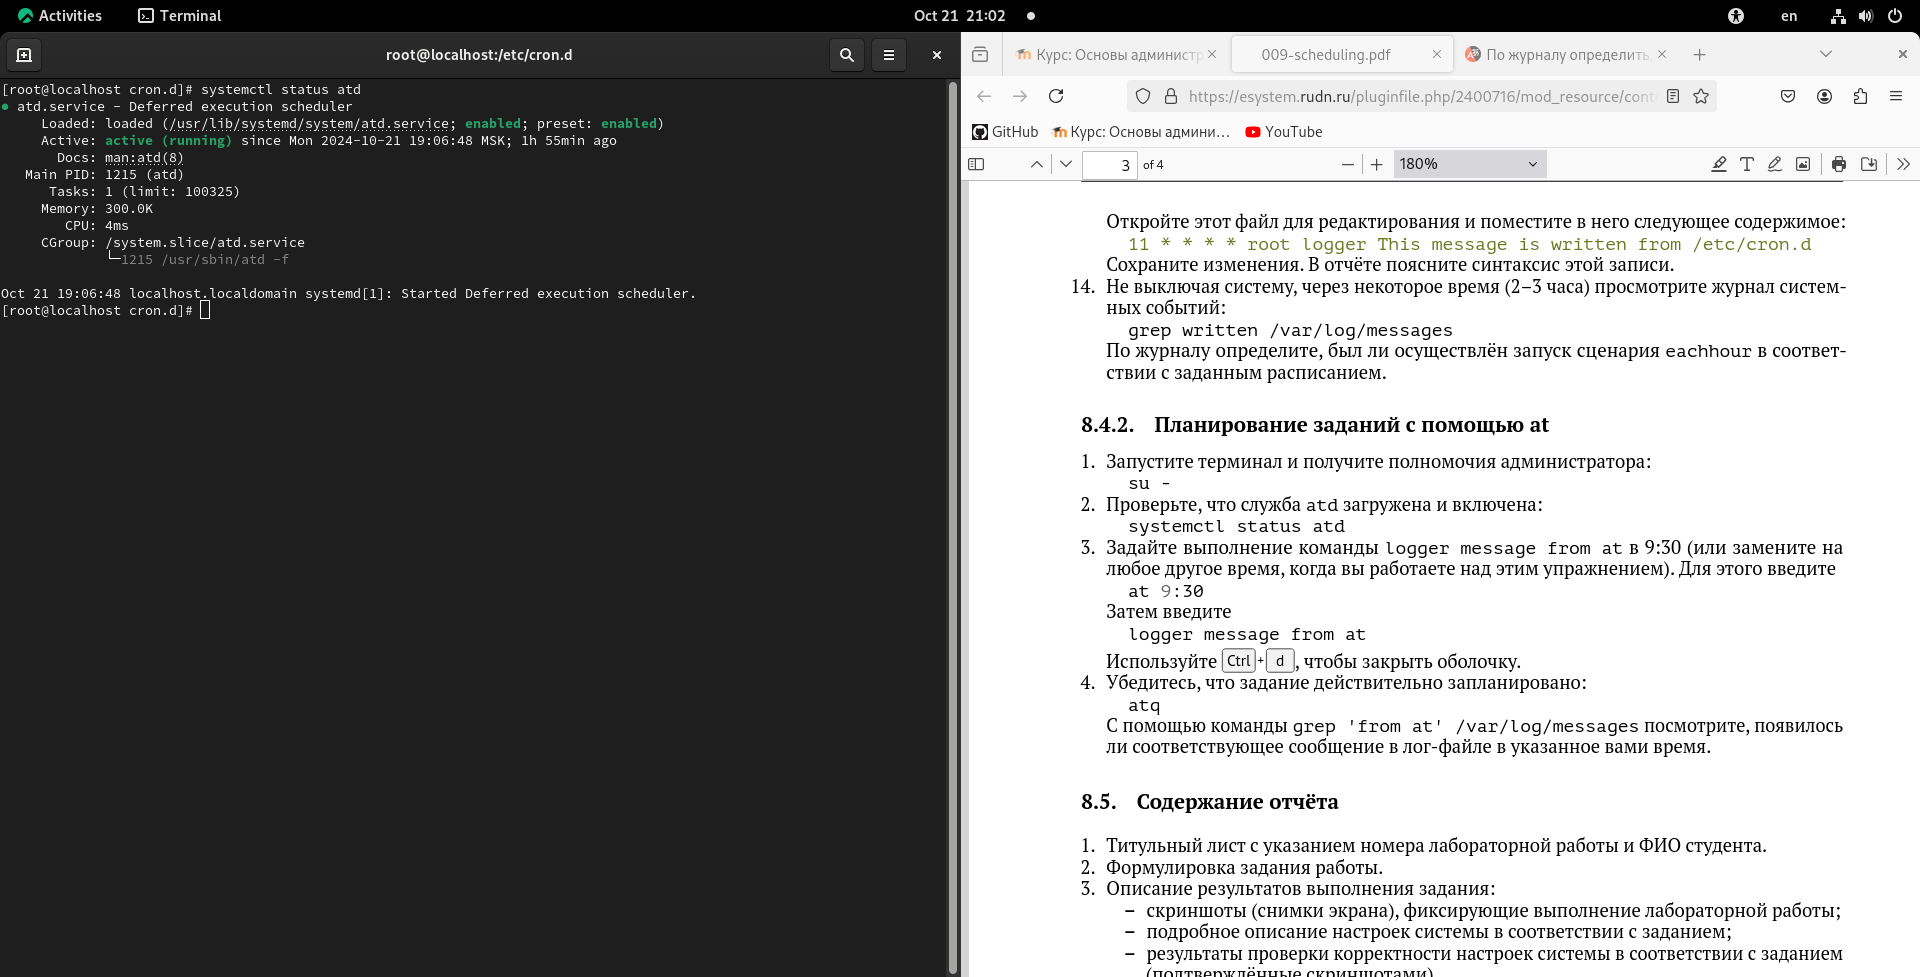 Activities
Terminal
Oct 21 21:02
en
root@localhost:/etc/cron.d
[root@localhost cron.d]# systemctl status atd
● atd.service - Deferred execution scheduler
Loaded: loaded (/usr/lib/systemd/system/atd.service; enabled; preset: enabled)
Active: active (running) since Mon 2024-10-21 19:06:48 MSK; 1h 55min ago
Docs: man:atd(8)
Main PID: 1215 (atd)
Tasks: 1 (limit: 100325)
Memory: 300.0K
CPU: 4ms
CGroup: /system.slice/atd.service
└─1215 /usr/sbin/atd -f
Oct 21 19:06:48 localhost.localdomain systemd[1]: Started Deferred execution scheduler.
[root@localhost cron.d]#
Курс: Основы администр
009-scheduling.pdf
По журналу определить,
https://esystem.rudn.ru/pluginfile.php/2400716/mod_resource/cont
GitHub
Курс: Основы админи…
YouTube
3 of 4
180%
Откройте этот файл для редактирования и поместите в него следующее содержимое:
11 * * * * root logger This message is written from /etc/cron.d
Сохраните изменения. В отчёте поясните синтаксис этой записи.
14. Не выключая систему, через некоторое время (2–3 часа) просмотрите журнал систем-
ных событий:
grep written /var/log/messages
По журналу определите, был ли осуществлён запуск сценария eachhour в соответ-
ствии с заданным расписанием.
8.4.2. Планирование заданий с помощью at
1. Запустите терминал и получите полномочия администратора:
su -
2. Проверьте, что служба atd загружена и включена:
systemctl status atd
3. Задайте выполнение команды logger message from at в 9:30 (или замените на
любое другое время, когда вы работаете над этим упражнением). Для этого введите
at 9:30
Затем введите
logger message from at
Используйте Ctrl + d , чтобы закрыть оболочку.
4. Убедитесь, что задание действительно запланировано:
atq
С помощью команды grep 'from at' /var/log/messages посмотрите, появилось
ли соответствующее сообщение в лог-файле в указанное вами время.
8.5. Содержание отчёта
1. Титульный лист с указанием номера лабораторной работы и ФИО студента.
2. Формулировка задания работы.
3. Описание результатов выполнения задания:
– скриншоты (снимки экрана), фиксирующие выполнение лабораторной работы;
– подробное описание настроек системы в соответствии с заданием;
– результаты проверки корректности настроек системы в соответствии с заданием
(подтверждённые скриншотами)